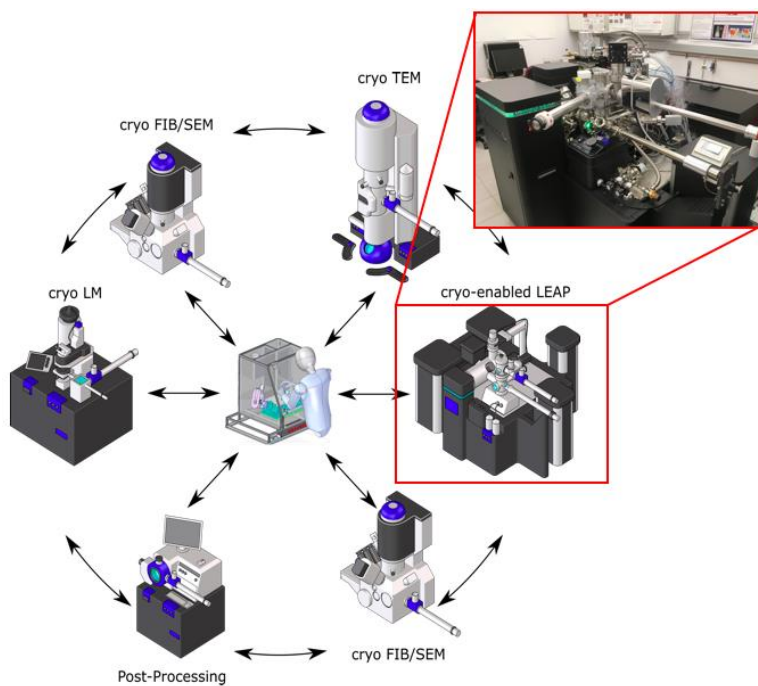 cryo TEM
cryo FIB/SEM
cryo LM
cryo-enabled LEAP
Post-Processing
cryo FIB/SEM